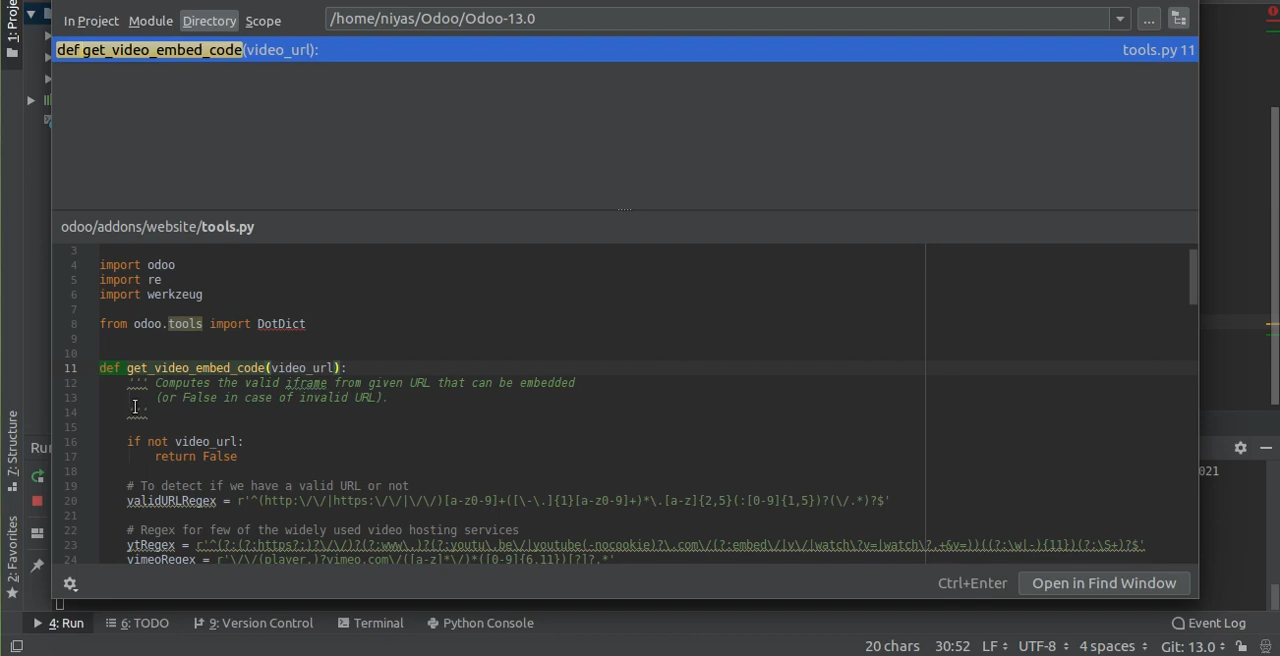 1: Proje
In Project Module Directory Scope /home/niyas/Odoo/Odoo-13.0 ...
def get_video_embed_code(video_url): tools.py 11
odoo/addons/website/tools.py
3
4 import odoo
5 import re
6 import werkzeug
7
8 from odoo.tools import DotDict
9
10
11 def get_video_embed_code(video_url):
12 ''' Computes the valid iframe from given URL that can be embedded
13 (or False in case of invalid URL).
14 '''
15
16 if not video_url:
17 return False
18
19 # To detect if we have a valid URL or not
20 validURLRegex = r'^(http:\/\/|https:\/\/|\/\/)[a-z0-9]+([\-\.]{1}[a-z0-9]+)*\.[a-z]{2,5}(:[0-9]{1,5})?(\/.*)?$'
21
22 # Regex for few of the widely used video hosting services
23 ytRegex = r'^(?:(?:https?:)?\/\/)?(?:www\.)?(?:youtu\.be\/|youtube(-nocookie)?\.com\/(?:embed\/|v\/|watch\?v=|watch\?.+&v=))((?:\w|-){11})(?:\S+)?$'
24 vimeoRegex = r'\/\/(player.)?vimeo.com\/([a-z]*\/)*([0-9]{6,11})[?]?.*'
Run
021
7: Structure
2: Favorites
Ctrl+Enter Open in Find Window
4: Run 6: TODO 9: Version Control Terminal Python Console Event Log
20 chars 30:52 LF UTF-8 4 spaces Git: 13.0